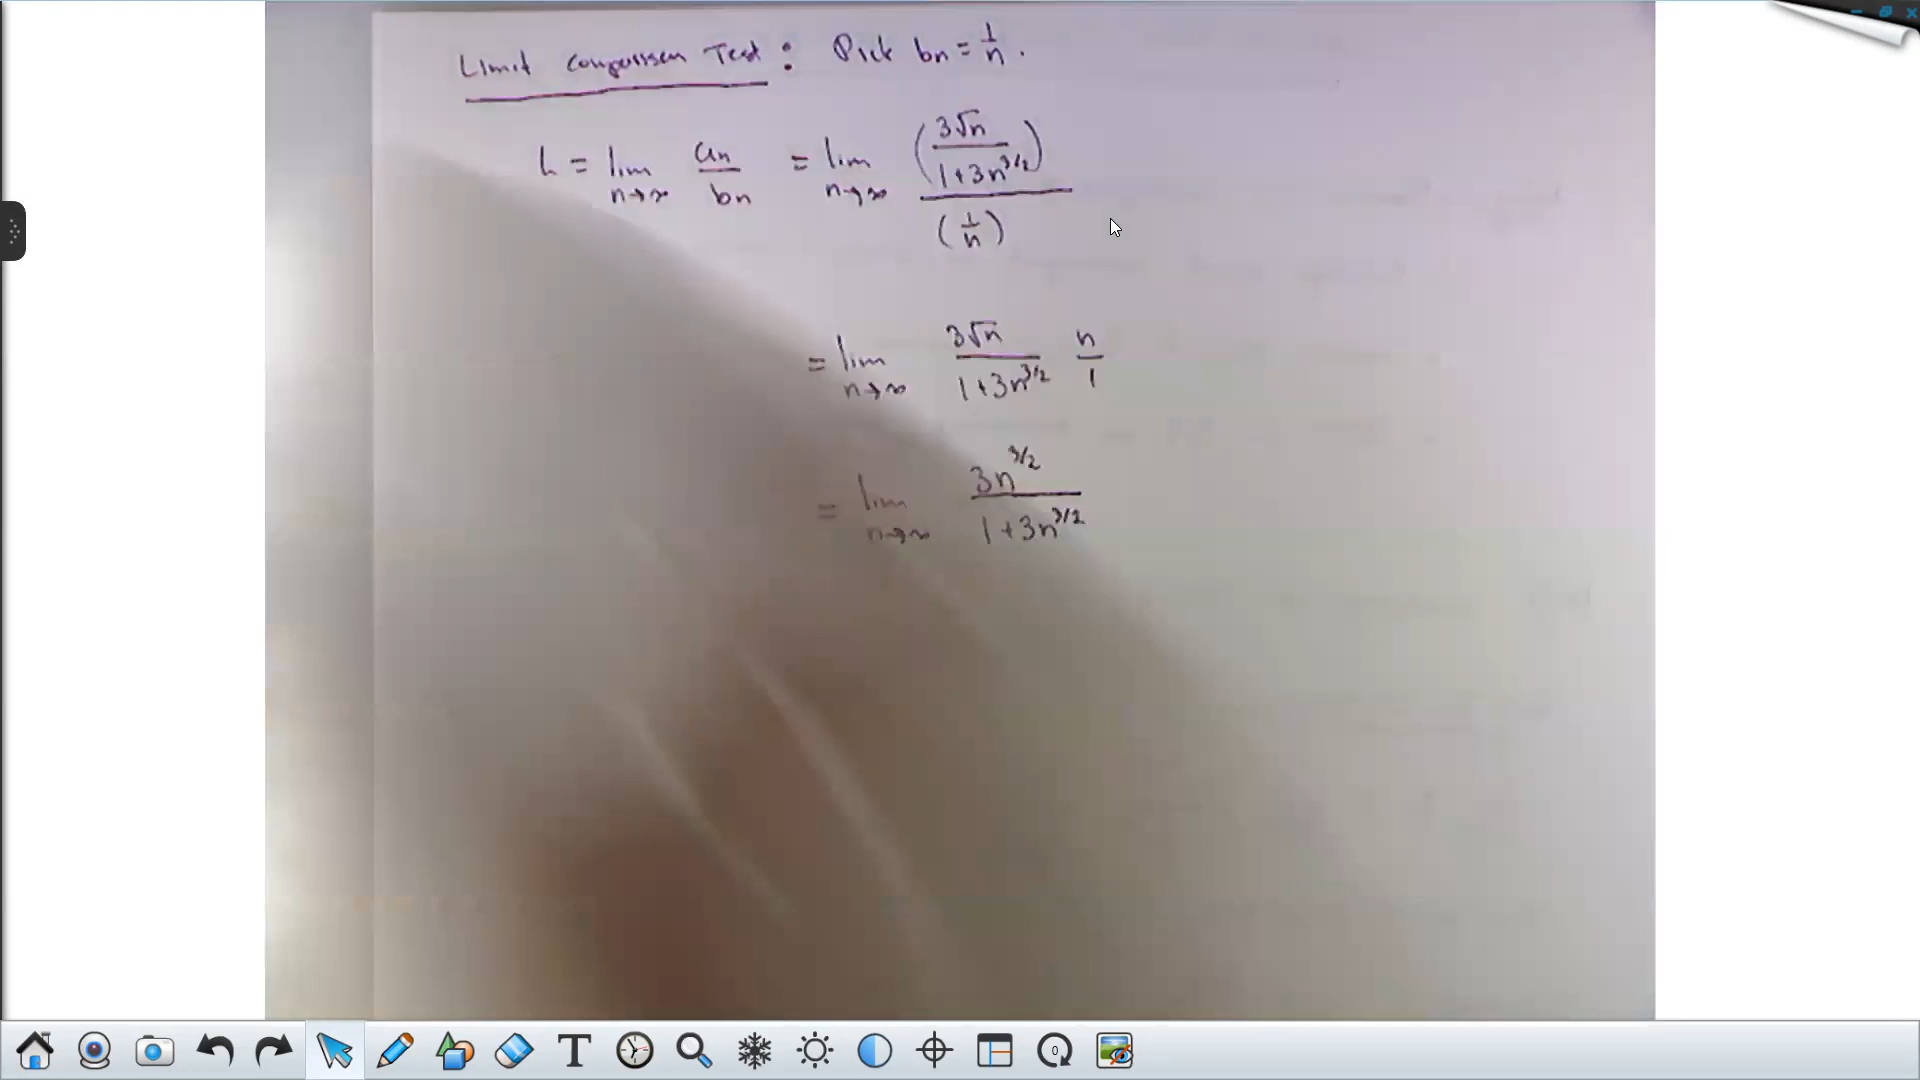 Limit Comparison Test: Pick bn = 1/n.
L = lim n→∞ an/bn = lim n→∞ (3√n / 1+3n^3/2) / (1/n)
= lim n→∞ 3√n / 1+3n^3/2 n/1
= lim n→∞ 3n^3/2 / 1+3n^3/2
T
0